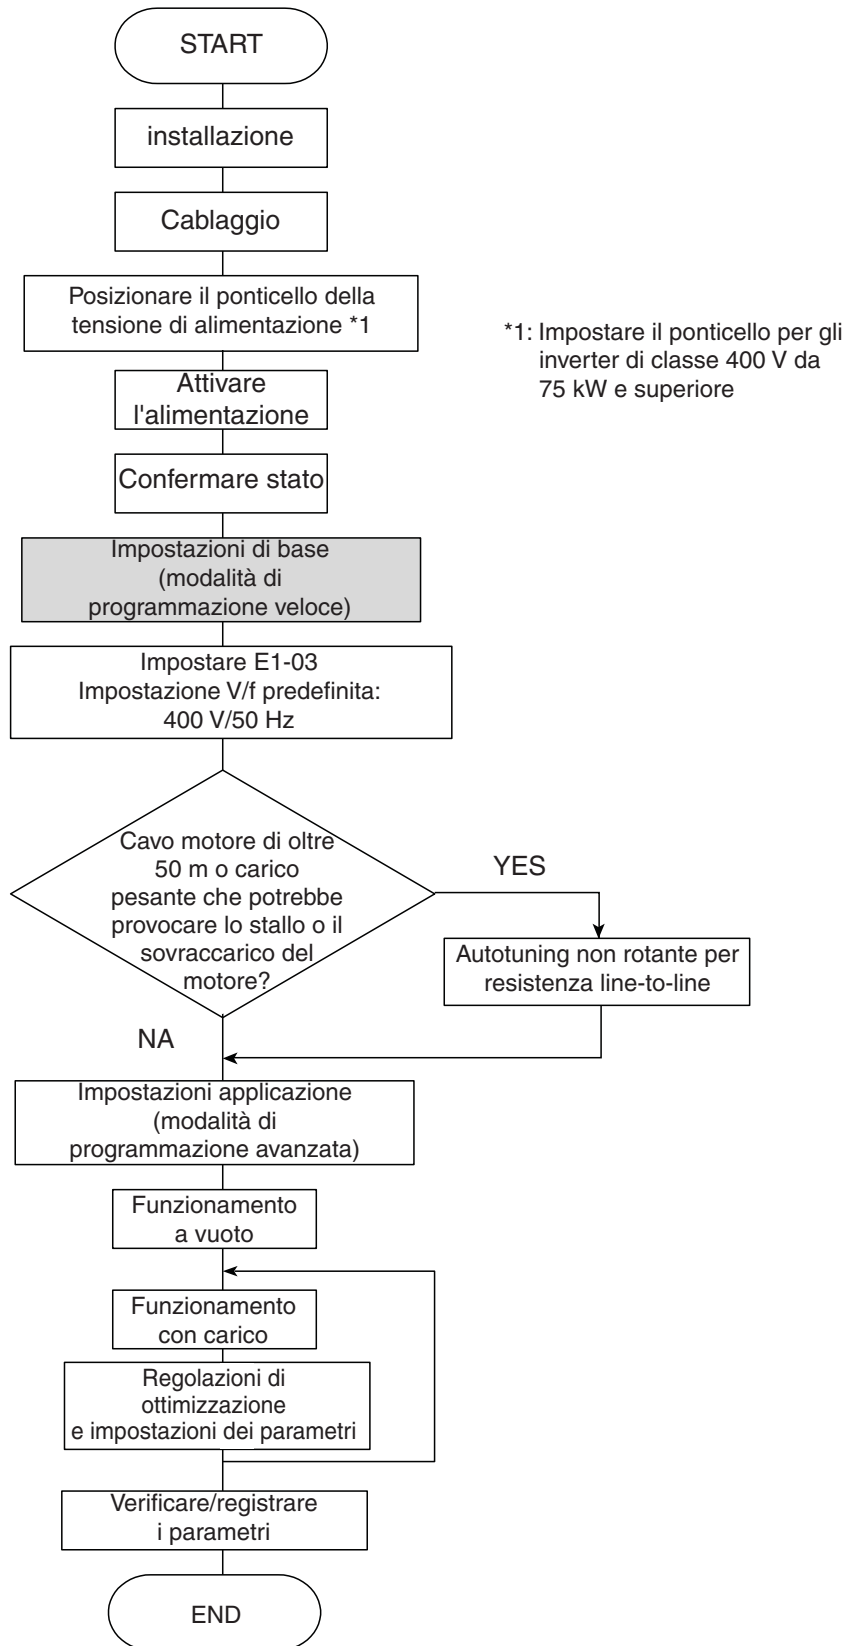 START
installazione
Cablaggio
Posizionare il ponticello della
tensione di alimentazione *1
*1: Impostare il ponticello per gli
inverter di classe 400 V da
75 kW e superiore
Attivare
l'alimentazione
Confermare stato
Impostazioni di base
(modalità di
programmazione veloce)
Impostare E1-03
Impostazione V/f predefinita:
400 V/50 Hz
Cavo motore di oltre
50 m o carico
pesante che potrebbe
provocare lo stallo o il
sovraccarico del
motore?
YES
Autotuning non rotante per
resistenza line-to-line
NA
Impostazioni applicazione
(modalità di
programmazione avanzata)
Funzionamento
a vuoto
Funzionamento
con carico
Regolazioni di
ottimizzazione
e impostazioni dei parametri
Verificare/registrare
i parametri
END